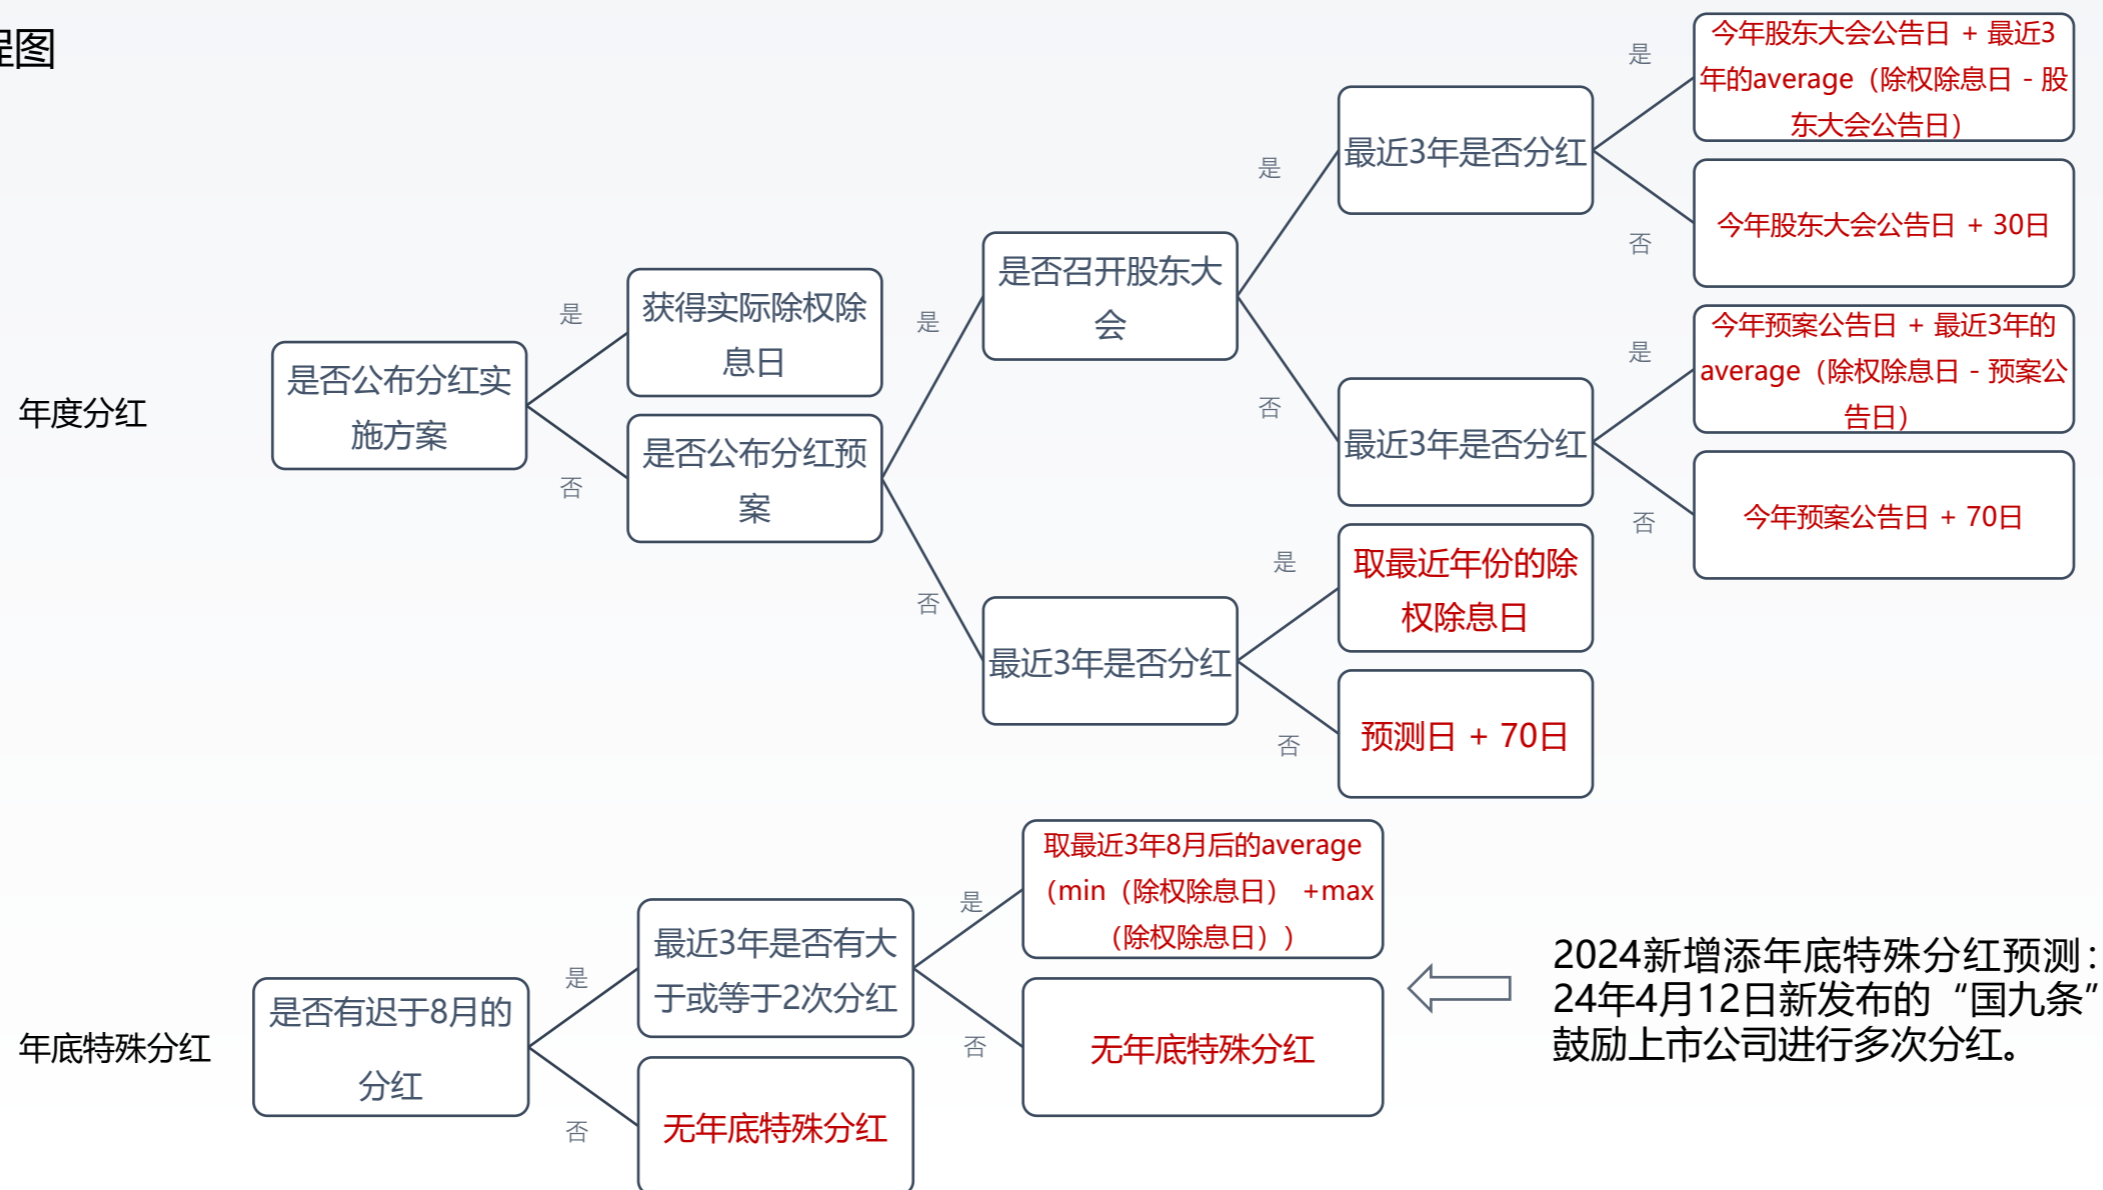 程图
年度分红
是否公布分红实
施方案
是
否
获得实际除权除
息日
是否公布分红预
案
是
否
是否召开股东大
会
是
否
最近3年是否分红
是
否
今年股东大会公告日 + 最近3
年的average（除权除息日 - 股
东大会公告日）
今年股东大会公告日 + 30日
最近3年是否分红
是
否
今年预案公告日 + 最近3年的
average（除权除息日 - 预案公
告日）
今年预案公告日 + 70日
最近3年是否分红
是
否
取最近年份的除
权除息日
预测日 + 70日
年底特殊分红
是否有迟于8月的
分红
是
否
最近3年是否有大
于或等于2次分红
是
否
取最近3年8月后的average
（min（除权除息日） +max
（除权除息日））
无年底特殊分红
无年底特殊分红
2024新增添年底特殊分红预测：
24年4月12日新发布的“国九条”
鼓励上市公司进行多次分红。